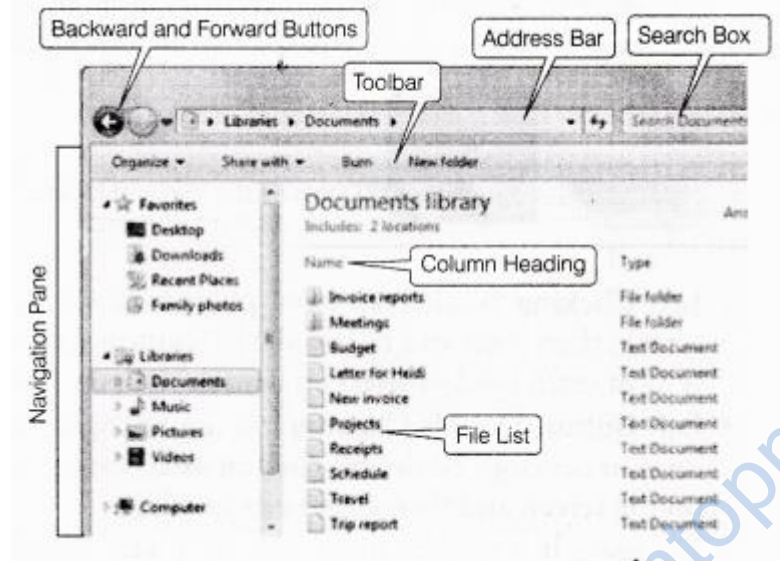 Backward and Forward Buttons
Address Bar
Search Box
Toolbar
Libraries Documents
Search Documents
Organize Share with Burn New folder
Navigation Pane
Favorites
Desktop
Downloads
Recent Places
Family photos
Libraries
Documents
Music
Pictures
Videos
Computer
Documents library
Includes: 2 locations
Name
Column Heading
Type
Invoice reports File folder
Meetings File folder
Budget Text Document
Letter for Heidi Text Document
New invoice Text Document
Projects Text Document
File List
Receipts Text Document
Schedule Text Document
Travel Text Document
Trip report Text Document